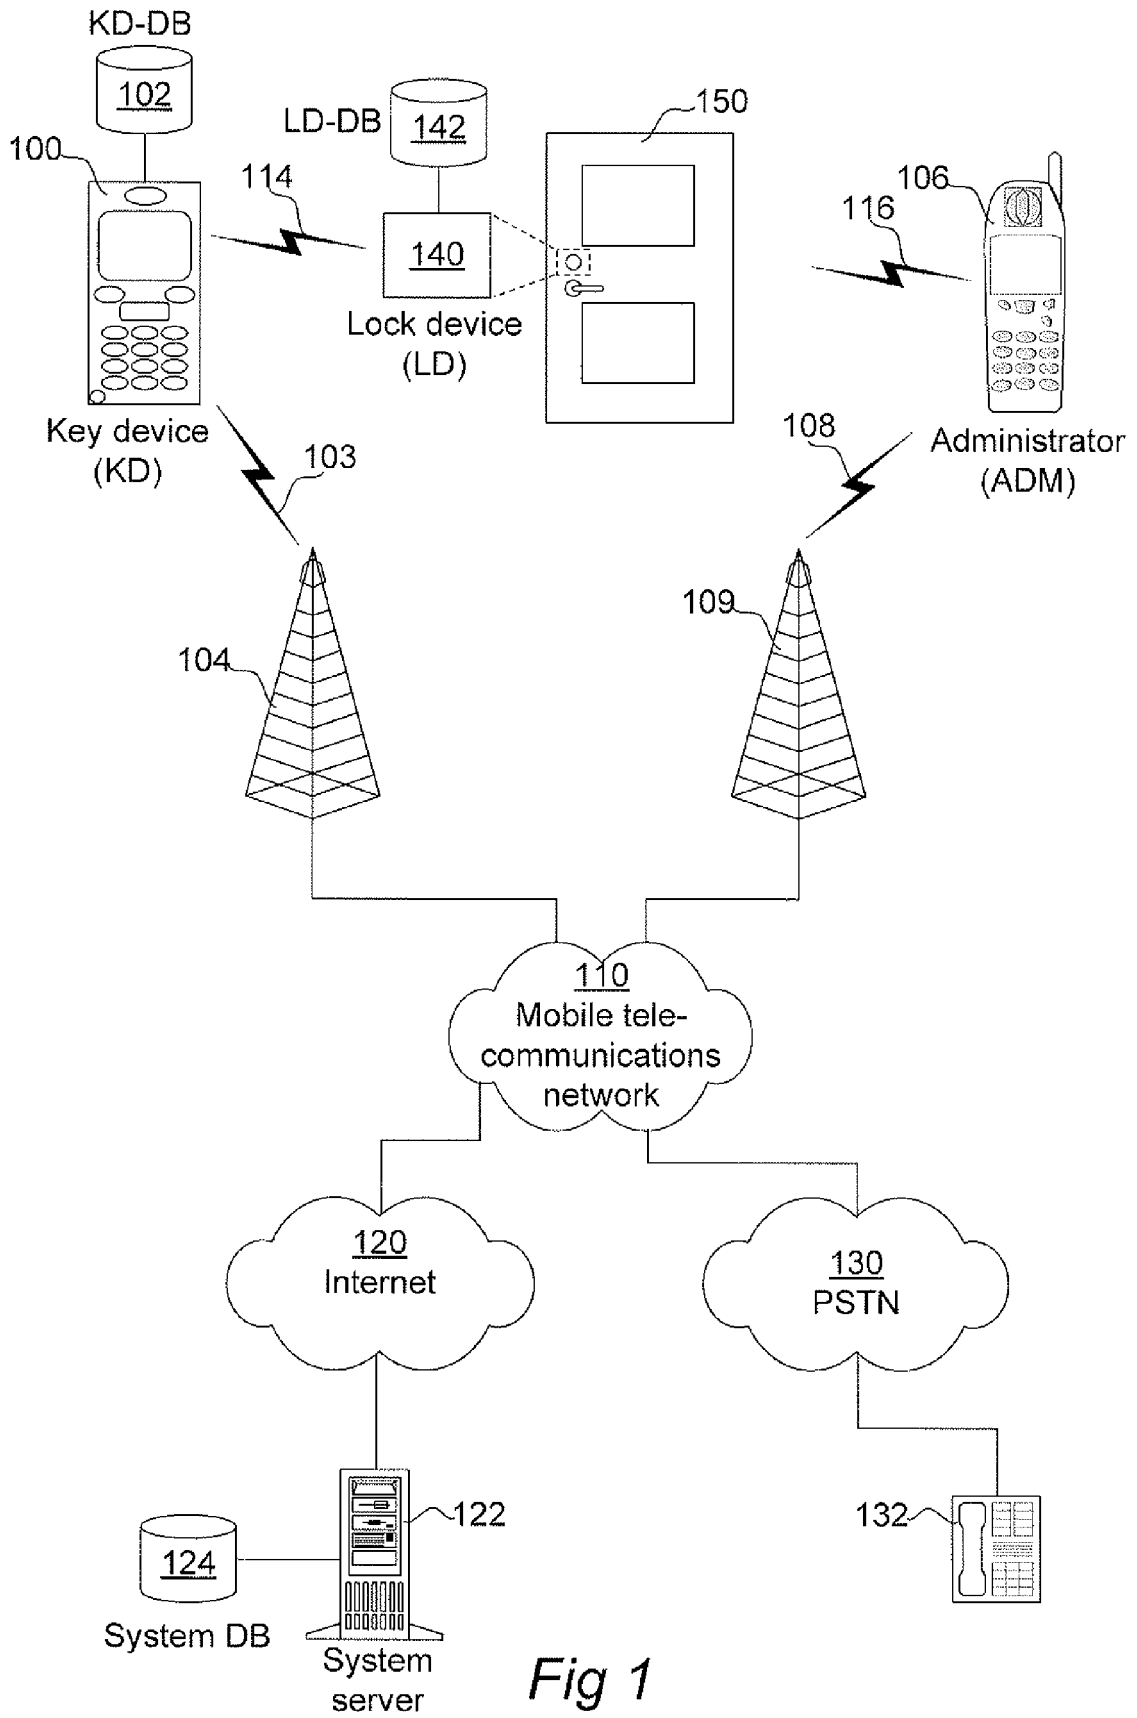 KD-DB
102
100
LD-DB
142
150
114
106
116
140
Lock device
(LD)
Key device
(KD)
103
108
Administrator
(ADM)
104
109
110
Mobile tele-
communications
network
120
Internet
130
PSTN
122
132
124
System DB
System
server
Fig 1